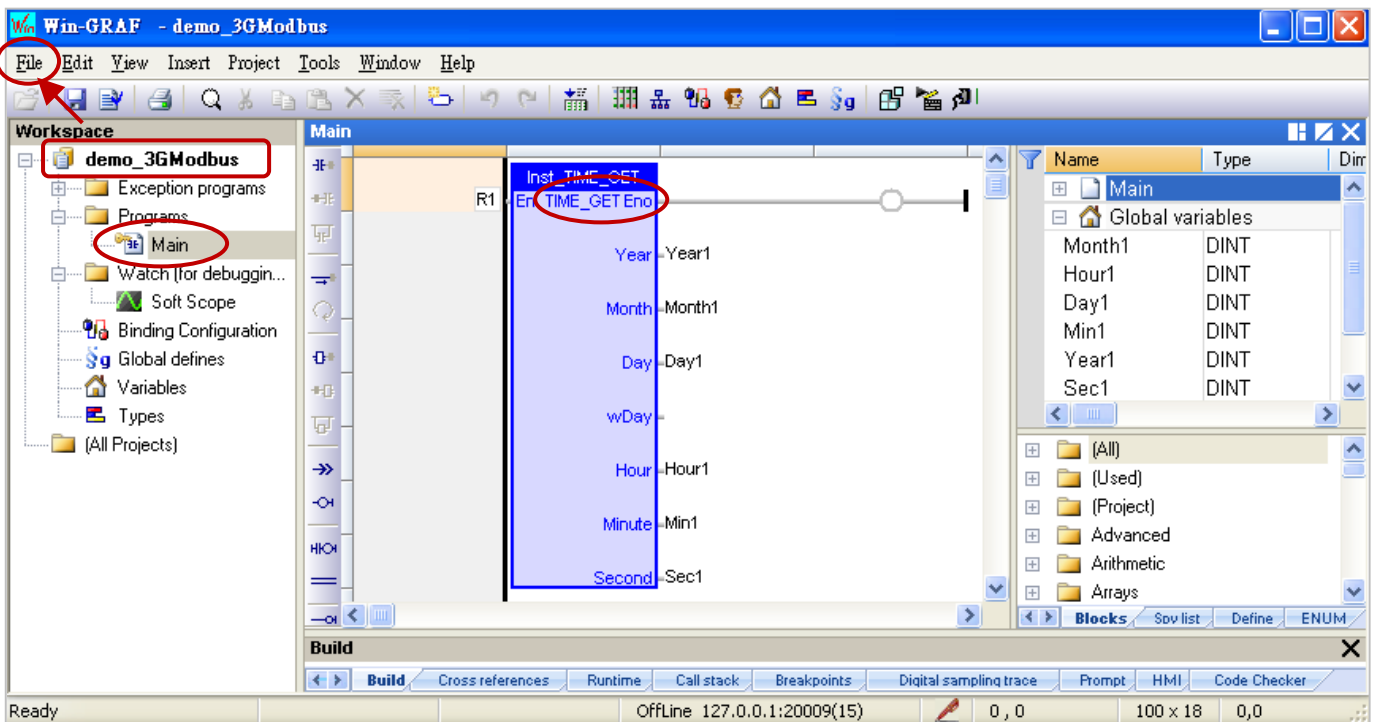 Win-GRAF - demo_3GModbus
File Edit View Insert Project Tools Window Help
Workspace
demo_3GModbus
Exception programs
Programs
Main
Watch (for debuggin...
Soft Scope
Binding Configuration
Global defines
Variables
Types
(All Projects)
Main
R1
Inst_TIME_GET
En TIME_GET Eno
Year Year1
Month Month1
Day Day1
wDay
Hour Hour1
Minute Min1
Second Sec1
Name Type Dim
Main
Global variables
Month1 DINT
Hour1 DINT
Day1 DINT
Min1 DINT
Year1 DINT
Sec1 DINT
(All)
(Used)
(Project)
Advanced
Arithmetic
Arrays
Blocks Spy list Define ENUM
Build
Build Cross references Runtime Call stack Breakpoints Digital sampling trace Prompt HMI Code Checker
Ready OffLine 127.0.0.1:20009(15) 0 , 0 100 x 18 0,0